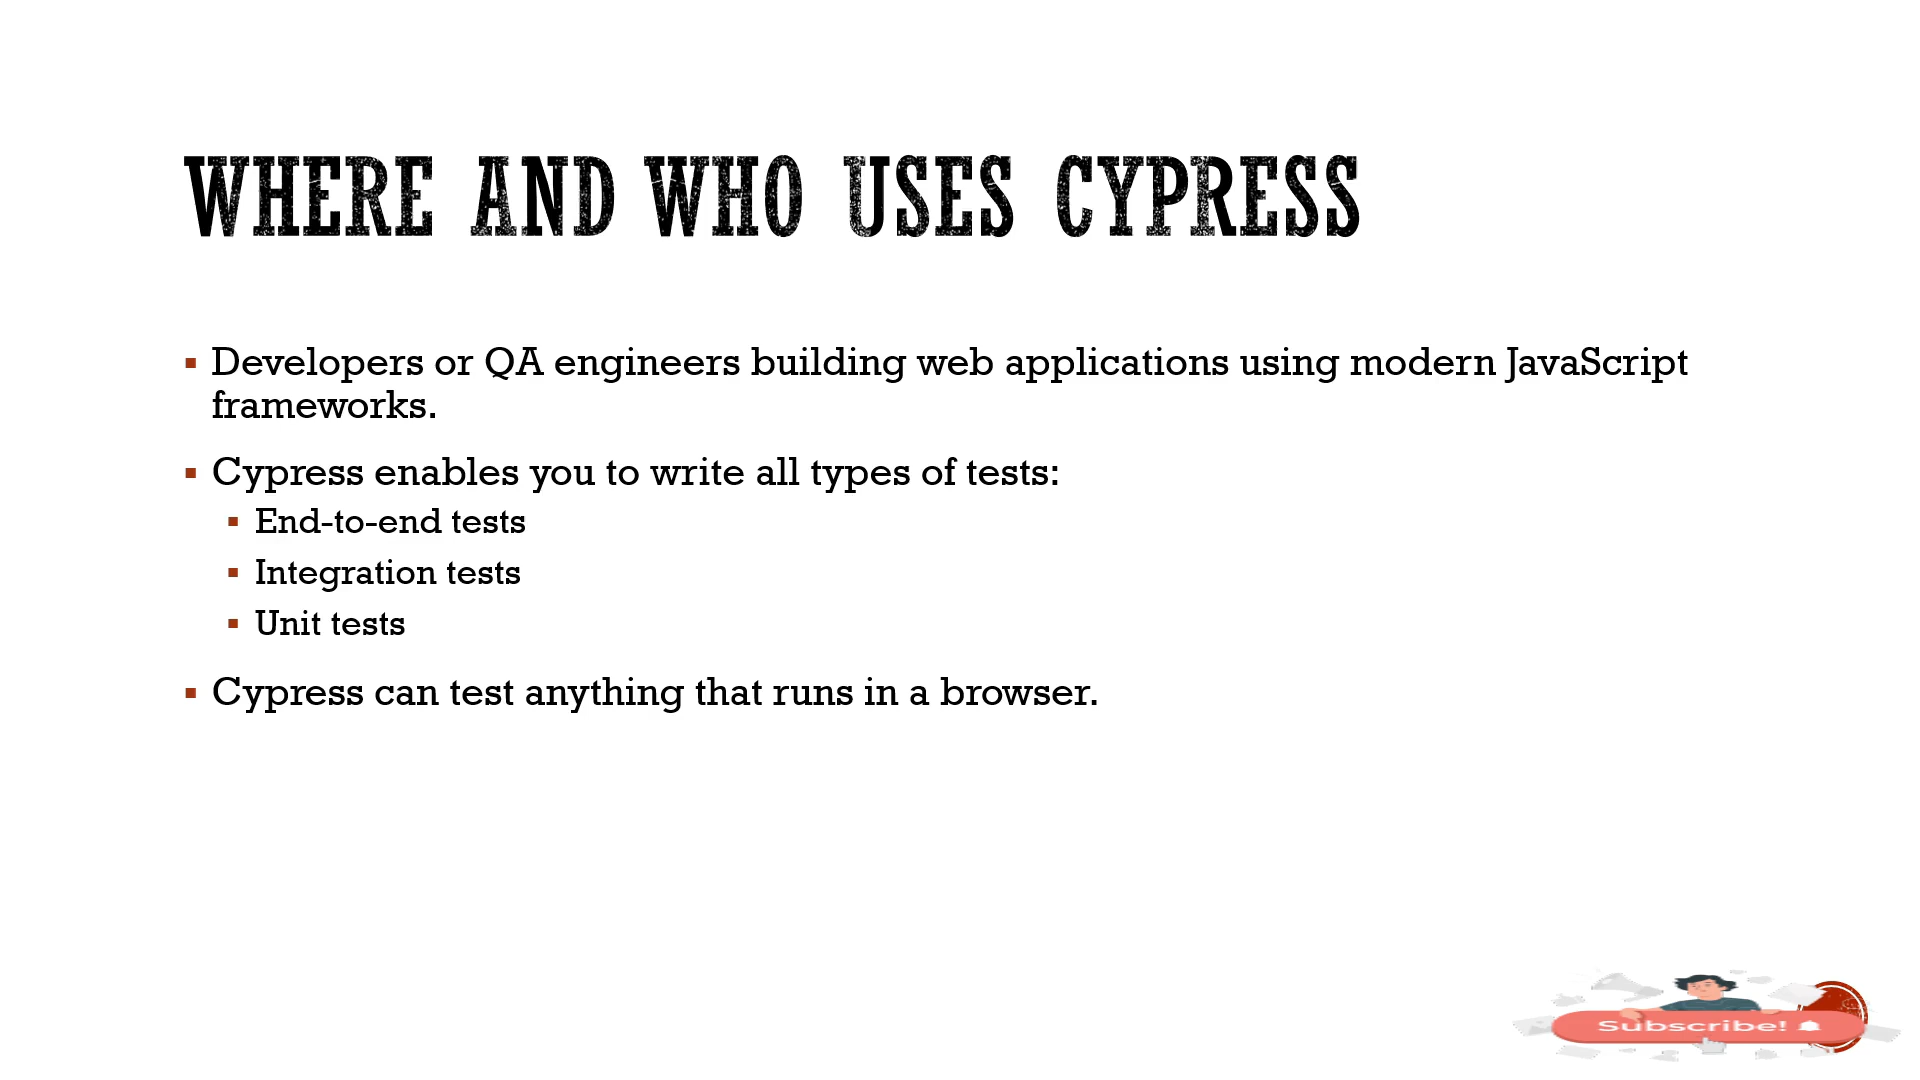 WHERE AND WHO USES CYPRESS
▪ Developers or QA engineers building web applications using modern JavaScript
frameworks.
▪ Cypress enables you to write all types of tests:
▪ End-to-end tests
▪ Integration tests
▪ Unit tests
▪ Cypress can test anything that runs in a browser.
Subscribe!